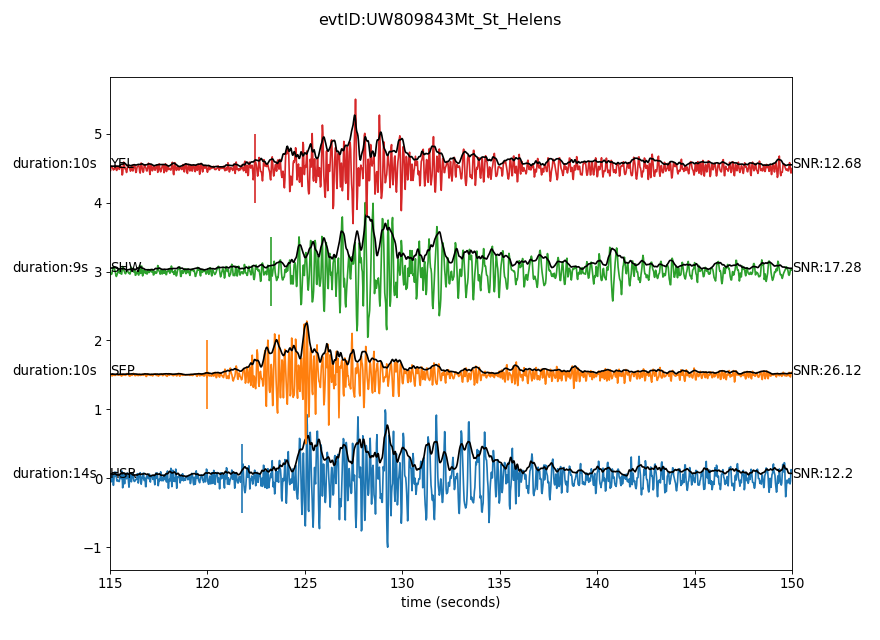 evtID:UW809843Mt_St_Helens
5
duration:10s YEL SNR:12.68
4
duration:9s SHW SNR:17.28
3
2
duration:10s SEP SNR:26.12
1
duration:14s HSR SNR:12.2
0
−1
115 120 125 130 135 140 145 150
time (seconds)